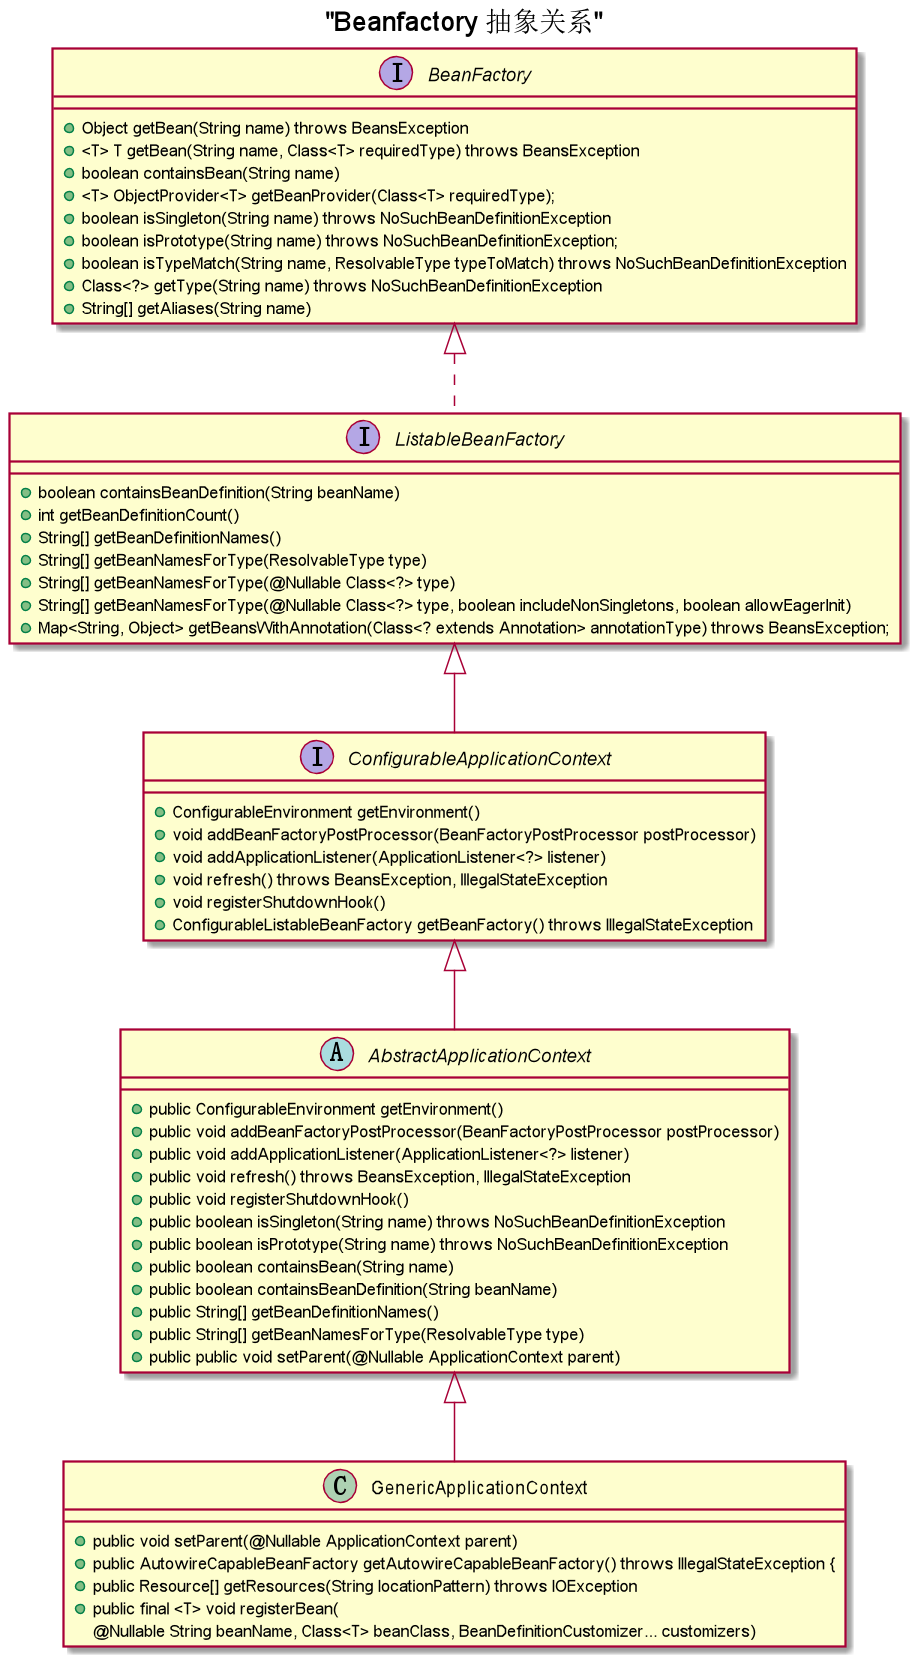 "Beanfactory 抽象关系"
I BeanFactory
Object getBean(String name) throws BeansException
<T> T getBean(String name, Class<T> requiredType) throws BeansException
boolean containsBean(String name)
<T> ObjectProvider<T> getBeanProvider(Class<T> requiredType);
boolean isSingleton(String name) throws NoSuchBeanDefinitionException
boolean isPrototype(String name) throws NoSuchBeanDefinitionException;
boolean isTypeMatch(String name, ResolvableType typeToMatch) throws NoSuchBeanDefinitionException
Class<?> getType(String name) throws NoSuchBeanDefinitionException
String[] getAliases(String name)
I ListableBeanFactory
boolean containsBeanDefinition(String beanName)
int getBeanDefinitionCount()
String[] getBeanDefinitionNames()
String[] getBeanNamesForType(ResolvableType type)
String[] getBeanNamesForType(@Nullable Class<?> type)
String[] getBeanNamesForType(@Nullable Class<?> type, boolean includeNonSingletons, boolean allowEagerInit)
Map<String, Object> getBeansWithAnnotation(Class<? extends Annotation> annotationType) throws BeansException;
I ConfigurableApplicationContext
ConfigurableEnvironment getEnvironment()
void addBeanFactoryPostProcessor(BeanFactoryPostProcessor postProcessor)
void addApplicationListener(ApplicationListener<?> listener)
void refresh() throws BeansException, IllegalStateException
void registerShutdownHook()
ConfigurableListableBeanFactory getBeanFactory() throws IllegalStateException
A AbstractApplicationContext
public ConfigurableEnvironment getEnvironment()
public void addBeanFactoryPostProcessor(BeanFactoryPostProcessor postProcessor)
public void addApplicationListener(ApplicationListener<?> listener)
public void refresh() throws BeansException, IllegalStateException
public void registerShutdownHook()
public boolean isSingleton(String name) throws NoSuchBeanDefinitionException
public boolean isPrototype(String name) throws NoSuchBeanDefinitionException
public boolean containsBean(String name)
public boolean containsBeanDefinition(String beanName)
public String[] getBeanDefinitionNames()
public String[] getBeanNamesForType(ResolvableType type)
public public void setParent(@Nullable ApplicationContext parent)
C GenericApplicationContext
public void setParent(@Nullable ApplicationContext parent)
public AutowireCapableBeanFactory getAutowireCapableBeanFactory() throws IllegalStateException {
public Resource[] getResources(String locationPattern) throws IOException
public final <T> void registerBean(
@Nullable String beanName, Class<T> beanClass, BeanDefinitionCustomizer... customizers)